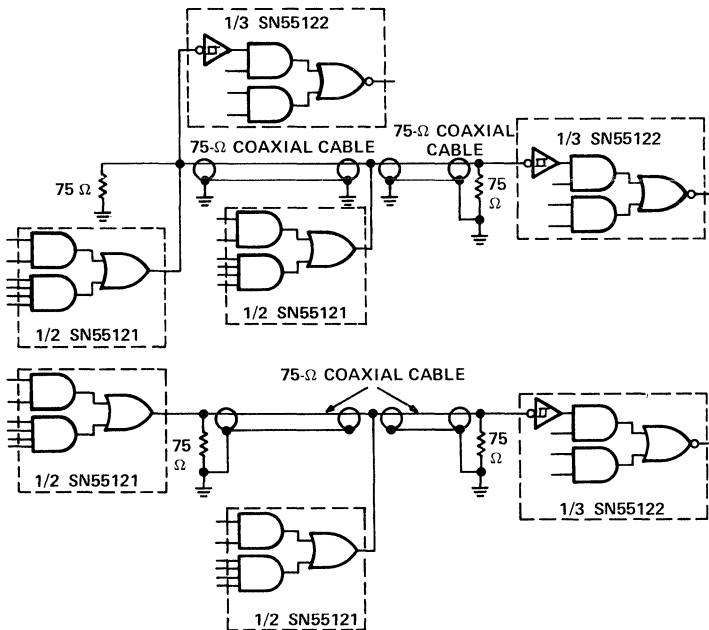 1/3 SN55122
75-Ω COAXIAL CABLE
75-Ω COAXIAL
CABLE
1/3 SN55122
75 Ω
75
Ω
1/2 SN55121
1/2 SN55121
75-Ω COAXIAL CABLE
75
Ω
75
Ω
1/2 SN55121
1/3 SN55122
1/2 SN55121